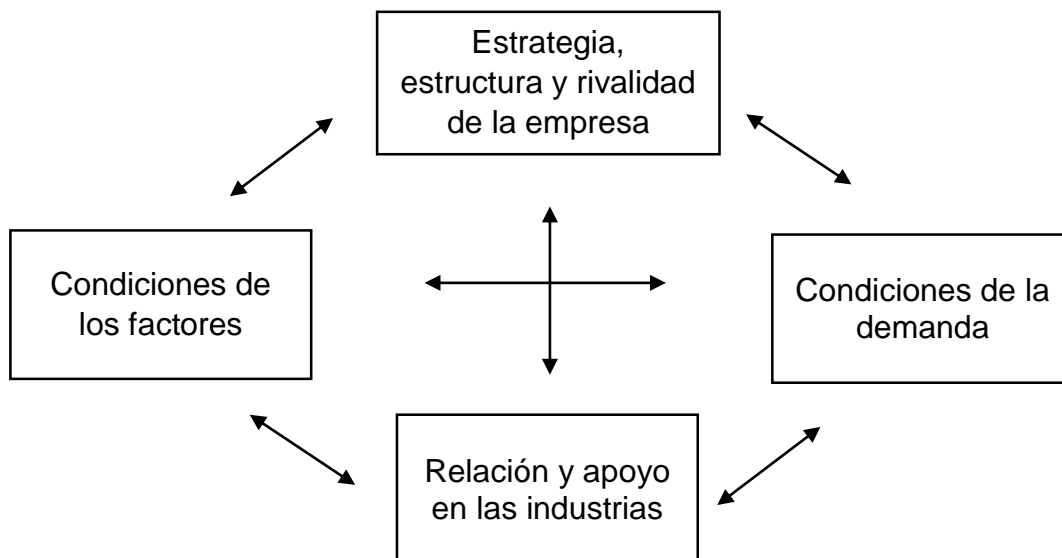 Estrategia,
estructura y rivalidad
de la empresa
Condiciones de
los factores
Condiciones de la
demanda
Relación y apoyo
en las industrias